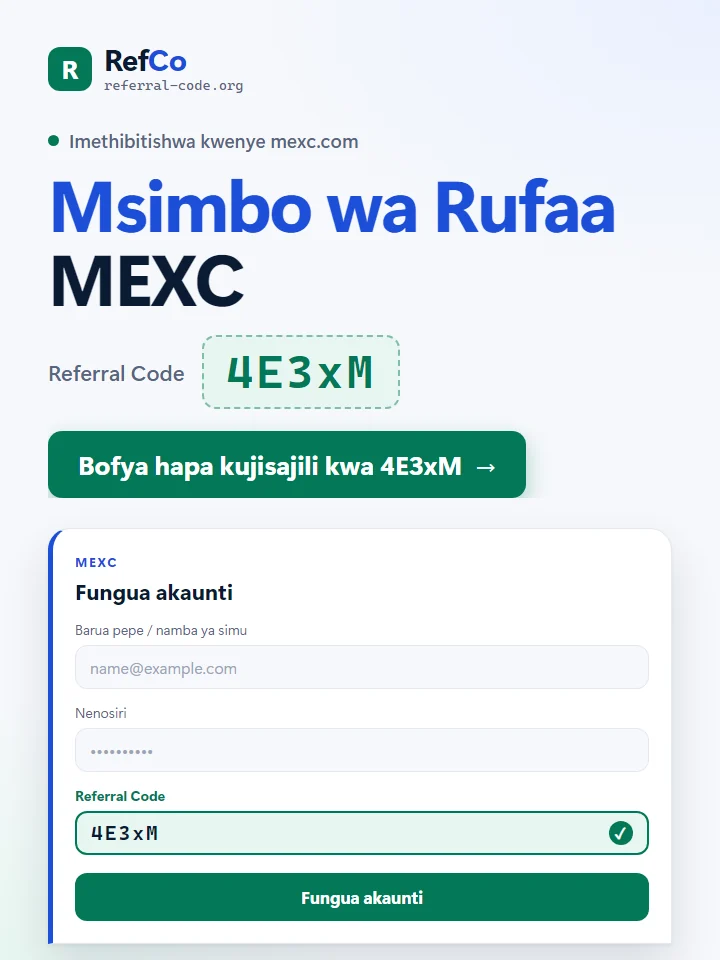 R
RefCo
referral-code.org
Imethibitishwa kwenye mexc.com
Msimbo wa Rufaa
MEXC
Referral Code
4E3xM
Bofya hapa kujisajili kwa 4E3xM →
MEXC
Fungua akaunti
Barua pepe / namba ya simu
name@example.com
Nenosiri
••••••••••
Referral Code
4E3xM
Fungua akaunti